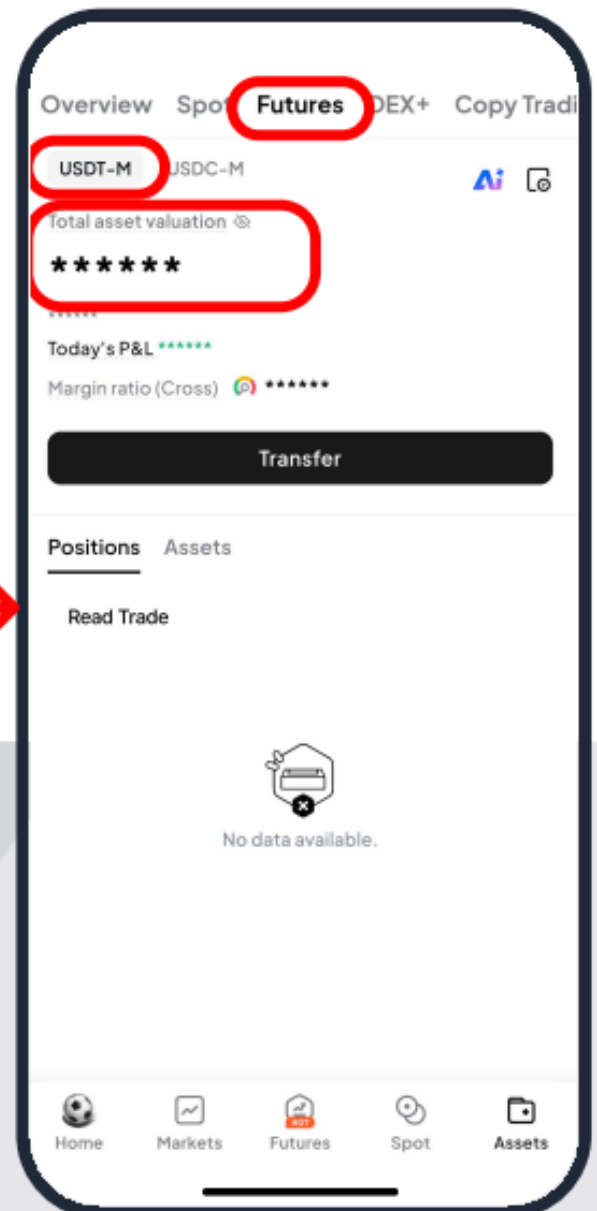 Overview Spot Futures DEX+ Copy Tradi
USDT-M USDC-M
Ai
Total asset valuation
******
******
Today's P&L ******
Margin ratio (Cross) ******
Transfer
Positions Assets
Read Trade
No data available.
HOT
Home Markets Futures Spot Assets